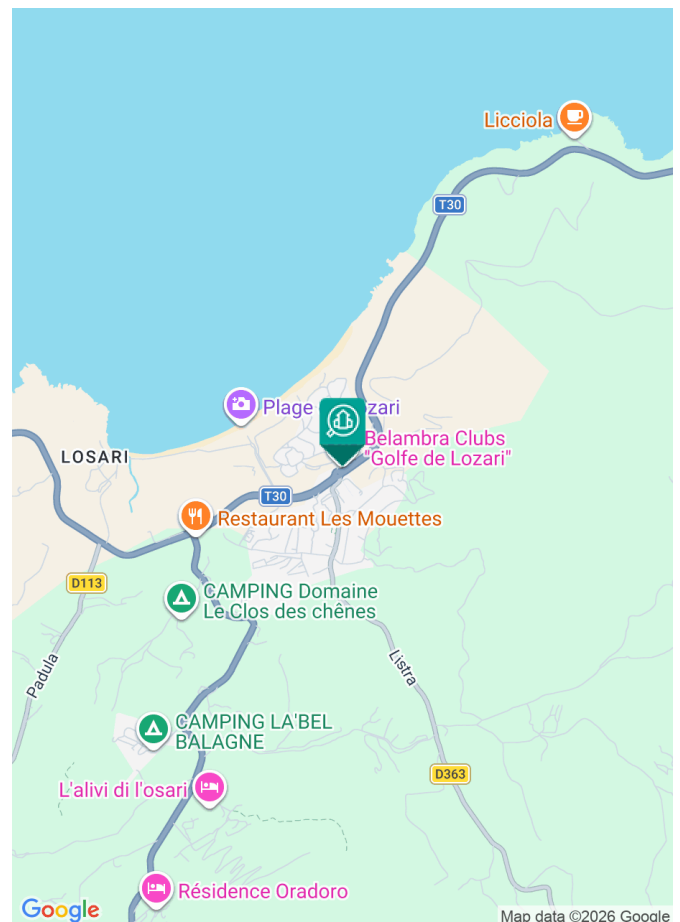 Licciola
T30
Plage
zari
Belambra Clubs
"Golfe de Lozari"
LOSARI
T30
Restaurant Les Mouettes
D113
CAMPING Domaine
Le Clos des chênes
Padula
Listra
CAMPING LA'BEL
BALAGNE
D363
L'alivi di l'osari
Résidence Oradoro
Google
Map data ©2026 Google